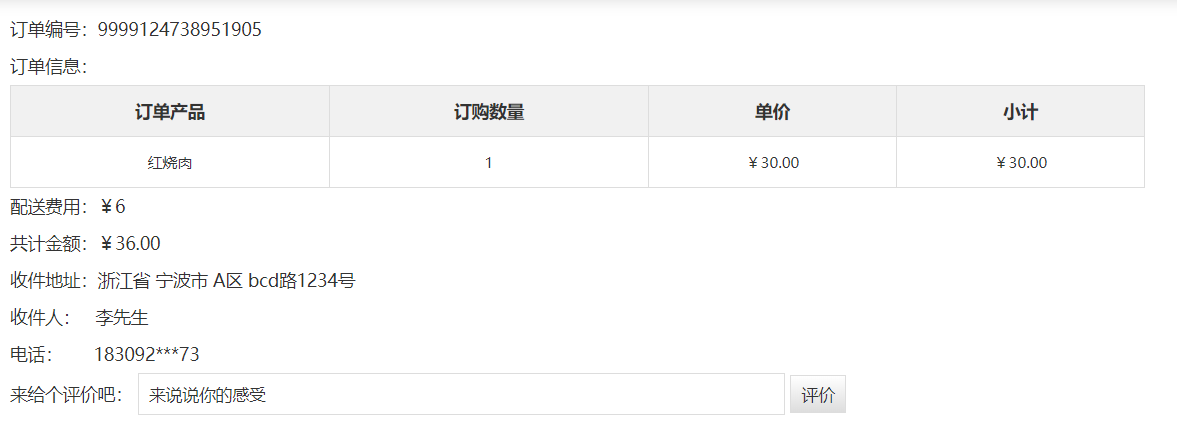 订单编号：9999124738951905
订单信息：
订单产品 订购数量 单价 小计
红烧肉 1 ￥30.00 ￥30.00
配送费用：￥6
共计金额：￥36.00
收件地址：浙江省 宁波市 A区 bcd路1234号
收件人： 李先生
电话： 183092***73
来给个评价吧： 来说说你的感受 评价